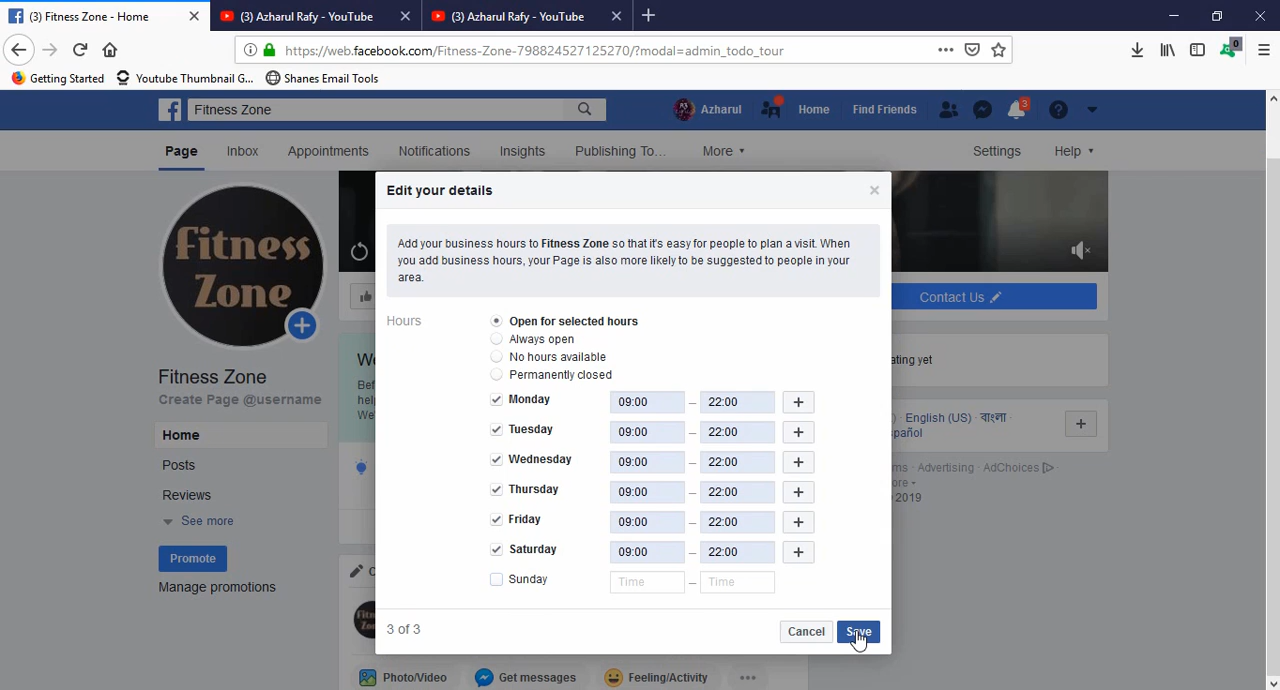 (3) Fitness Zone - Home
(3) Azharul Rafy - YouTube
(3) Azharul Rafy - YouTube
https://web.facebook.com/Fitness-Zone-798824527125270/?modal=admin_todo_tour
0
Getting Started
Youtube Thumbnail G...
Shanes Email Tools
Fitness Zone
Azharul
Home
Find Friends
3
Page
Inbox
Appointments
Notifications
Insights
Publishing To...
More
Settings
Help
Fitness
Zone
Edit your details
Add your business hours to Fitness Zone so that it's easy for people to plan a visit. When
you add business hours, your Page is also more likely to be suggested to people in your
area.
Contact Us
Hours
Open for selected hours
Always open
No hours available
Permanently closed
Monday 09:00 – 22:00 +
Tuesday 09:00 – 22:00 +
Wednesday 09:00 – 22:00 +
Thursday 09:00 – 22:00 +
Friday 09:00 – 22:00 +
Saturday 09:00 – 22:00 +
Sunday Time – Time
3 of 3
Cancel
Save
Fitness Zone
Create Page @username
Home
Posts
Reviews
See more
Promote
Manage promotions
ating yet
English (US) · বাংলা ·
spañol
ms · Advertising · AdChoices
ore
2019
Photo/Video
Get messages
Feeling/Activity